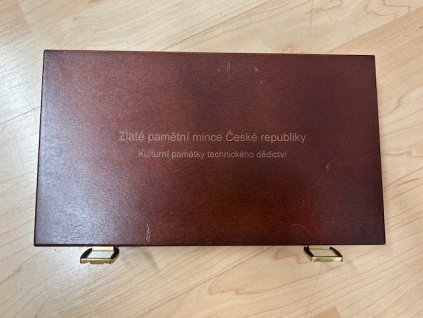 Zlaté pamětní mince České republiky
Kulturní památky technického dědictví